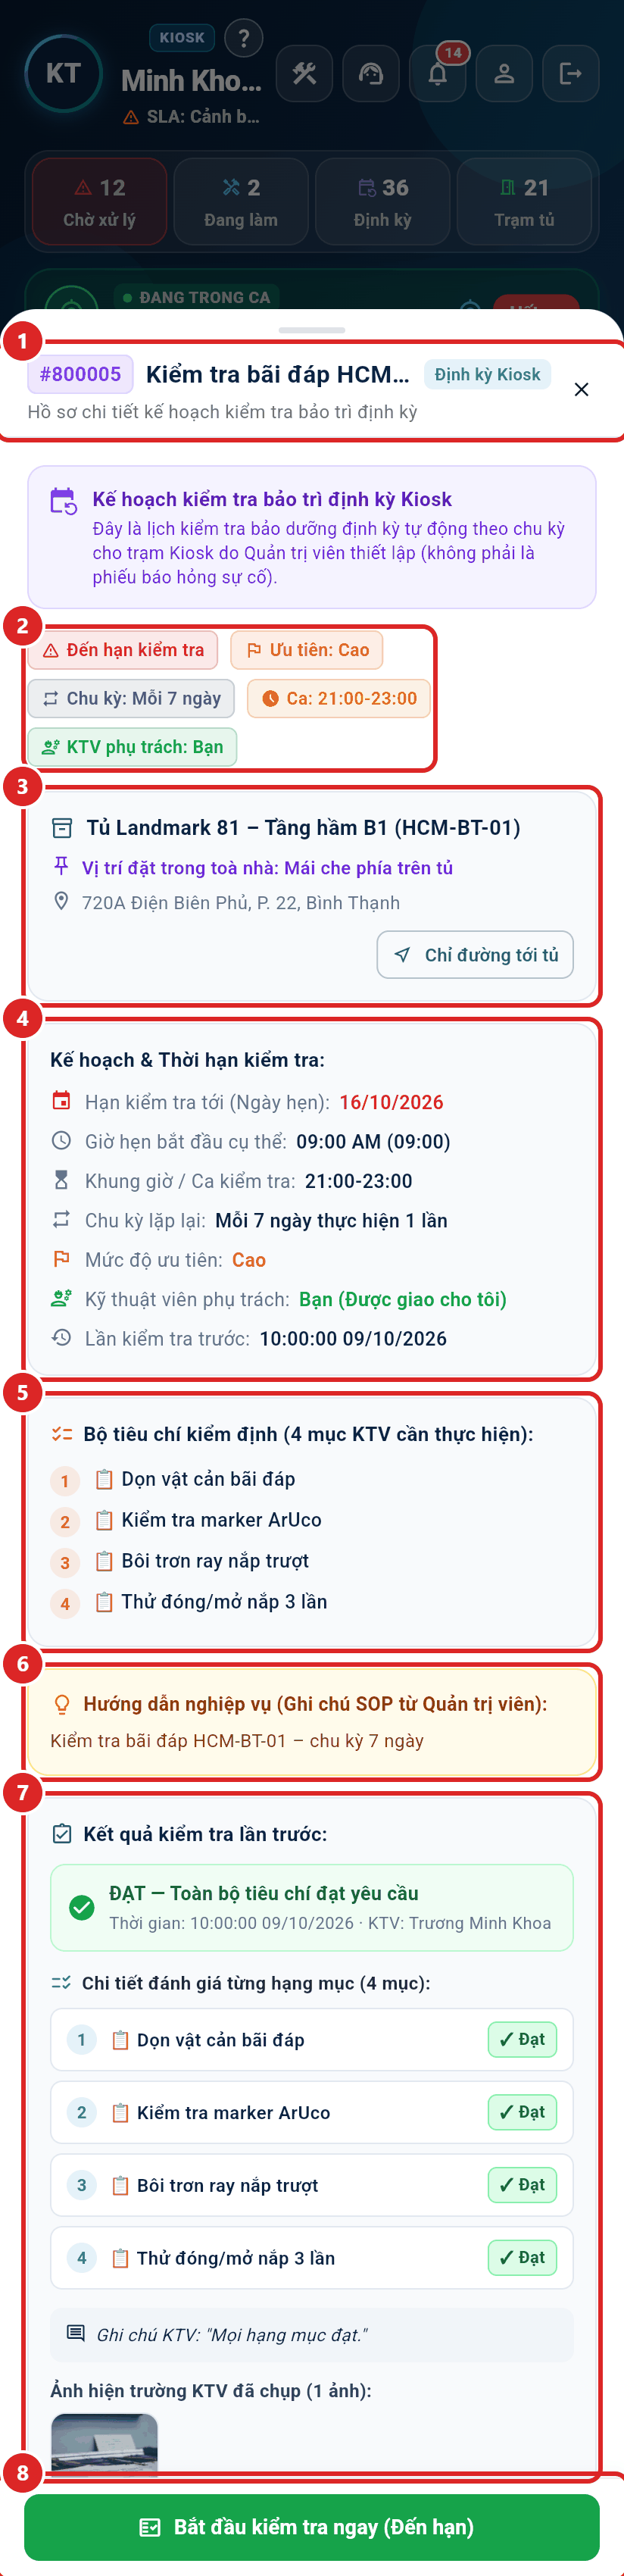 KIOSK
?
KT
Minh Kho...
SLA: Cảnh b...
14
12
Chờ xử lý
2
Đang làm
36
Định kỳ
21
Trạm tủ
ĐANG TRONG CA
1
#800005
Kiểm tra bãi đáp HCM...
Định kỳ Kiosk
Hồ sơ chi tiết kế hoạch kiểm tra bảo trì định kỳ
Kế hoạch kiểm tra bảo trì định kỳ Kiosk
Đây là lịch kiểm tra bảo dưỡng định kỳ tự động theo chu kỳ
cho trạm Kiosk do Quản trị viên thiết lập (không phải là
phiếu báo hỏng sự cố).
2
Đến hạn kiểm tra
Ưu tiên: Cao
Chu kỳ: Mỗi 7 ngày
Ca: 21:00-23:00
KTV phụ trách: Bạn
3
Tủ Landmark 81 – Tầng hầm B1 (HCM-BT-01)
Vị trí đặt trong toà nhà: Mái che phía trên tủ
720A Điện Biên Phủ, P. 22, Bình Thạnh
Chỉ đường tới tủ
4
Kế hoạch & Thời hạn kiểm tra:
Hạn kiểm tra tới (Ngày hẹn): 16/10/2026
Giờ hẹn bắt đầu cụ thể: 09:00 AM (09:00)
Khung giờ / Ca kiểm tra: 21:00-23:00
Chu kỳ lặp lại: Mỗi 7 ngày thực hiện 1 lần
Mức độ ưu tiên: Cao
Kỹ thuật viên phụ trách: Bạn (Được giao cho tôi)
Lần kiểm tra trước: 10:00:00 09/10/2026
5
Bộ tiêu chí kiểm định (4 mục KTV cần thực hiện):
1 📋 Dọn vật cản bãi đáp
2 📋 Kiểm tra marker ArUco
3 📋 Bôi trơn ray nắp trượt
4 📋 Thử đóng/mở nắp 3 lần
6
Hướng dẫn nghiệp vụ (Ghi chú SOP từ Quản trị viên):
Kiểm tra bãi đáp HCM-BT-01 – chu kỳ 7 ngày
7
Kết quả kiểm tra lần trước:
ĐẠT — Toàn bộ tiêu chí đạt yêu cầu
Thời gian: 10:00:00 09/10/2026 · KTV: Trương Minh Khoa
Chi tiết đánh giá từng hạng mục (4 mục):
1 📋 Dọn vật cản bãi đáp ✓ Đạt
2 📋 Kiểm tra marker ArUco ✓ Đạt
3 📋 Bôi trơn ray nắp trượt ✓ Đạt
4 📋 Thử đóng/mở nắp 3 lần ✓ Đạt
Ghi chú KTV: "Mọi hạng mục đạt."
Ảnh hiện trường KTV đã chụp (1 ảnh):
8
Bắt đầu kiểm tra ngay (Đến hạn)